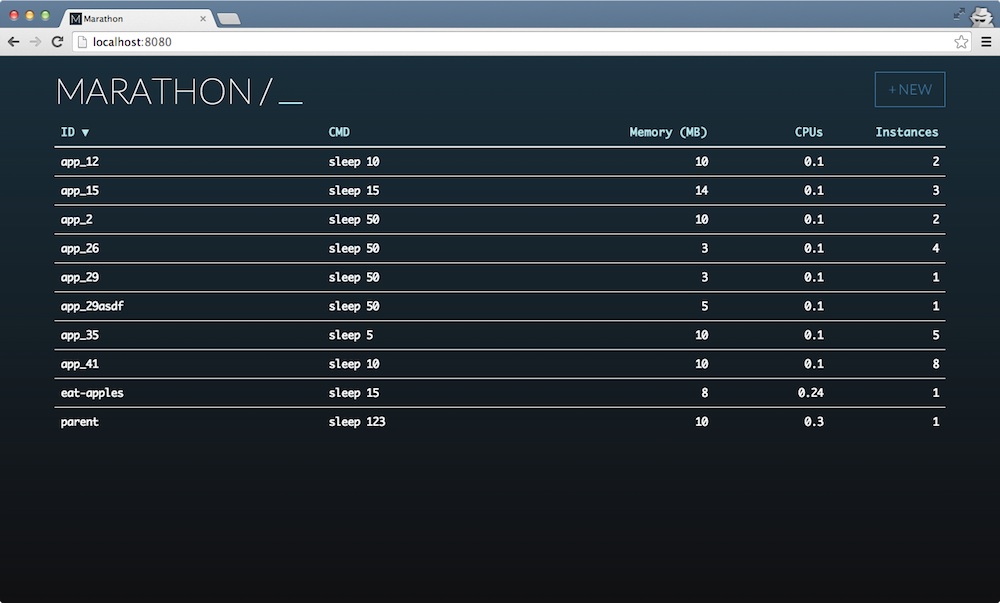 Marathon
localhost:8080
MARATHON / _
+ NEW
ID ▼ CMD Memory (MB) CPUs Instances
app_12 sleep 10 10 0.1 2
app_15 sleep 15 14 0.1 3
app_2 sleep 50 10 0.1 2
app_26 sleep 50 3 0.1 4
app_29 sleep 50 3 0.1 1
app_29asdf sleep 50 5 0.1 1
app_35 sleep 5 10 0.1 5
app_41 sleep 10 10 0.1 8
eat-apples sleep 15 8 0.24 1
parent sleep 123 10 0.3 1